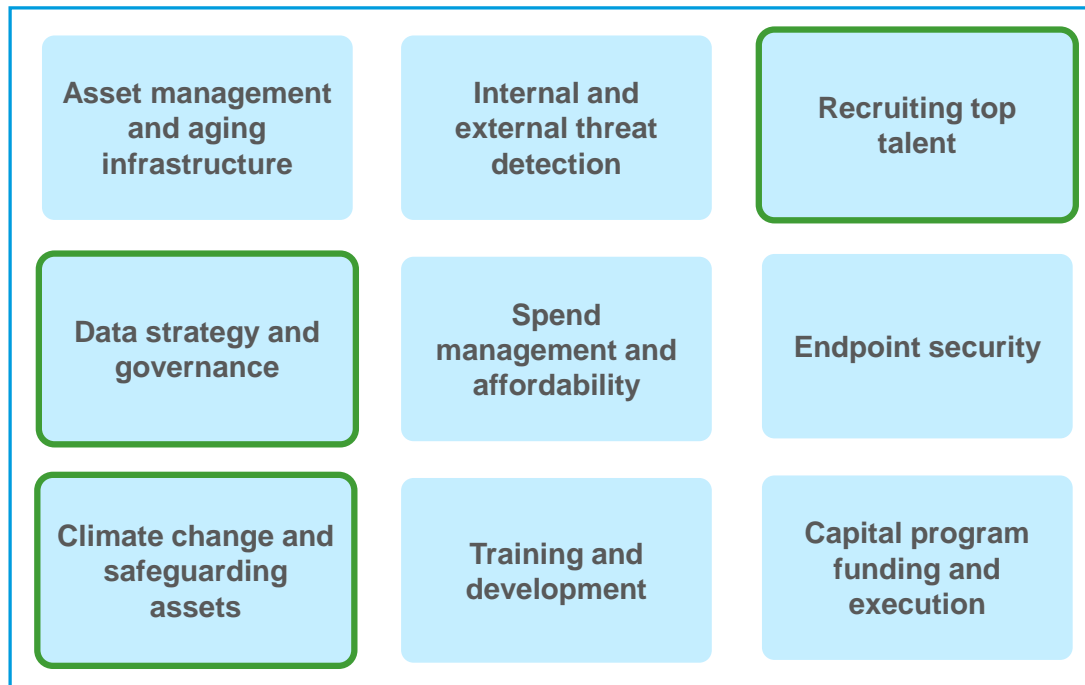 Asset management
and aging
infrastructure
Internal and
external threat
detection
Recruiting top
talent
Data strategy and
governance
Spend
management and
affordability
Endpoint security
Climate change and
safeguarding
assets
Training and
development
Capital program
funding and
execution